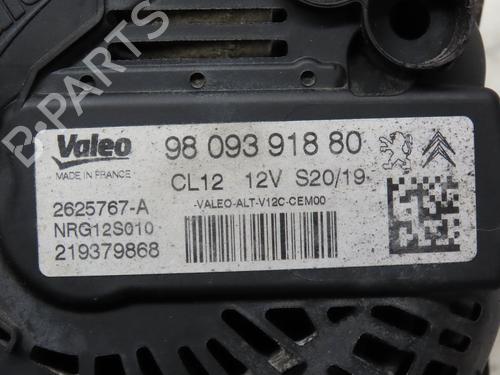 B-PARTS
Valeo
MADE IN FRANCE
98 093 918 80
CL12 12V S20/19
-VALEO-ALT-V12C-CEM00
2625767-A
NRG12S010
219379868